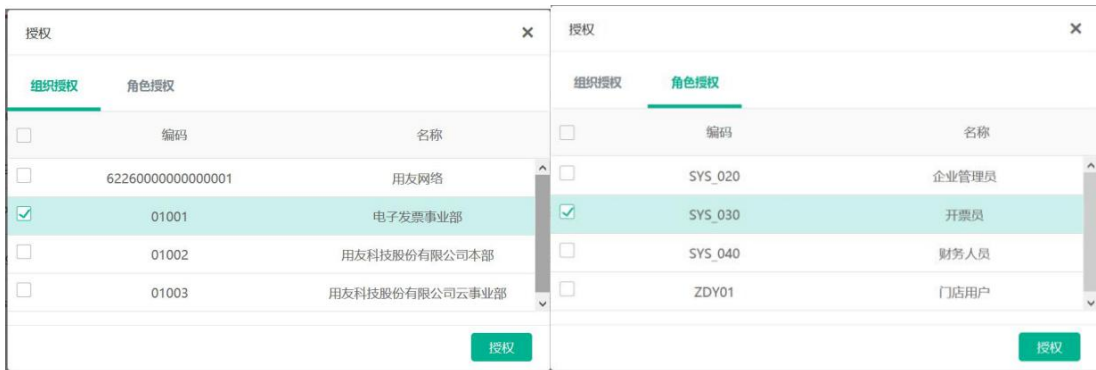 授权
组织授权 角色授权
编码 名称
62260000000000001 用友网络
01001 电子发票事业部
01002 用友科技股份有限公司本部
01003 用友科技股份有限公司云事业部
授权
授权
组织授权 角色授权
编码 名称
SYS_020 企业管理员
SYS_030 开票员
SYS_040 财务人员
ZDY01 门店用户
授权